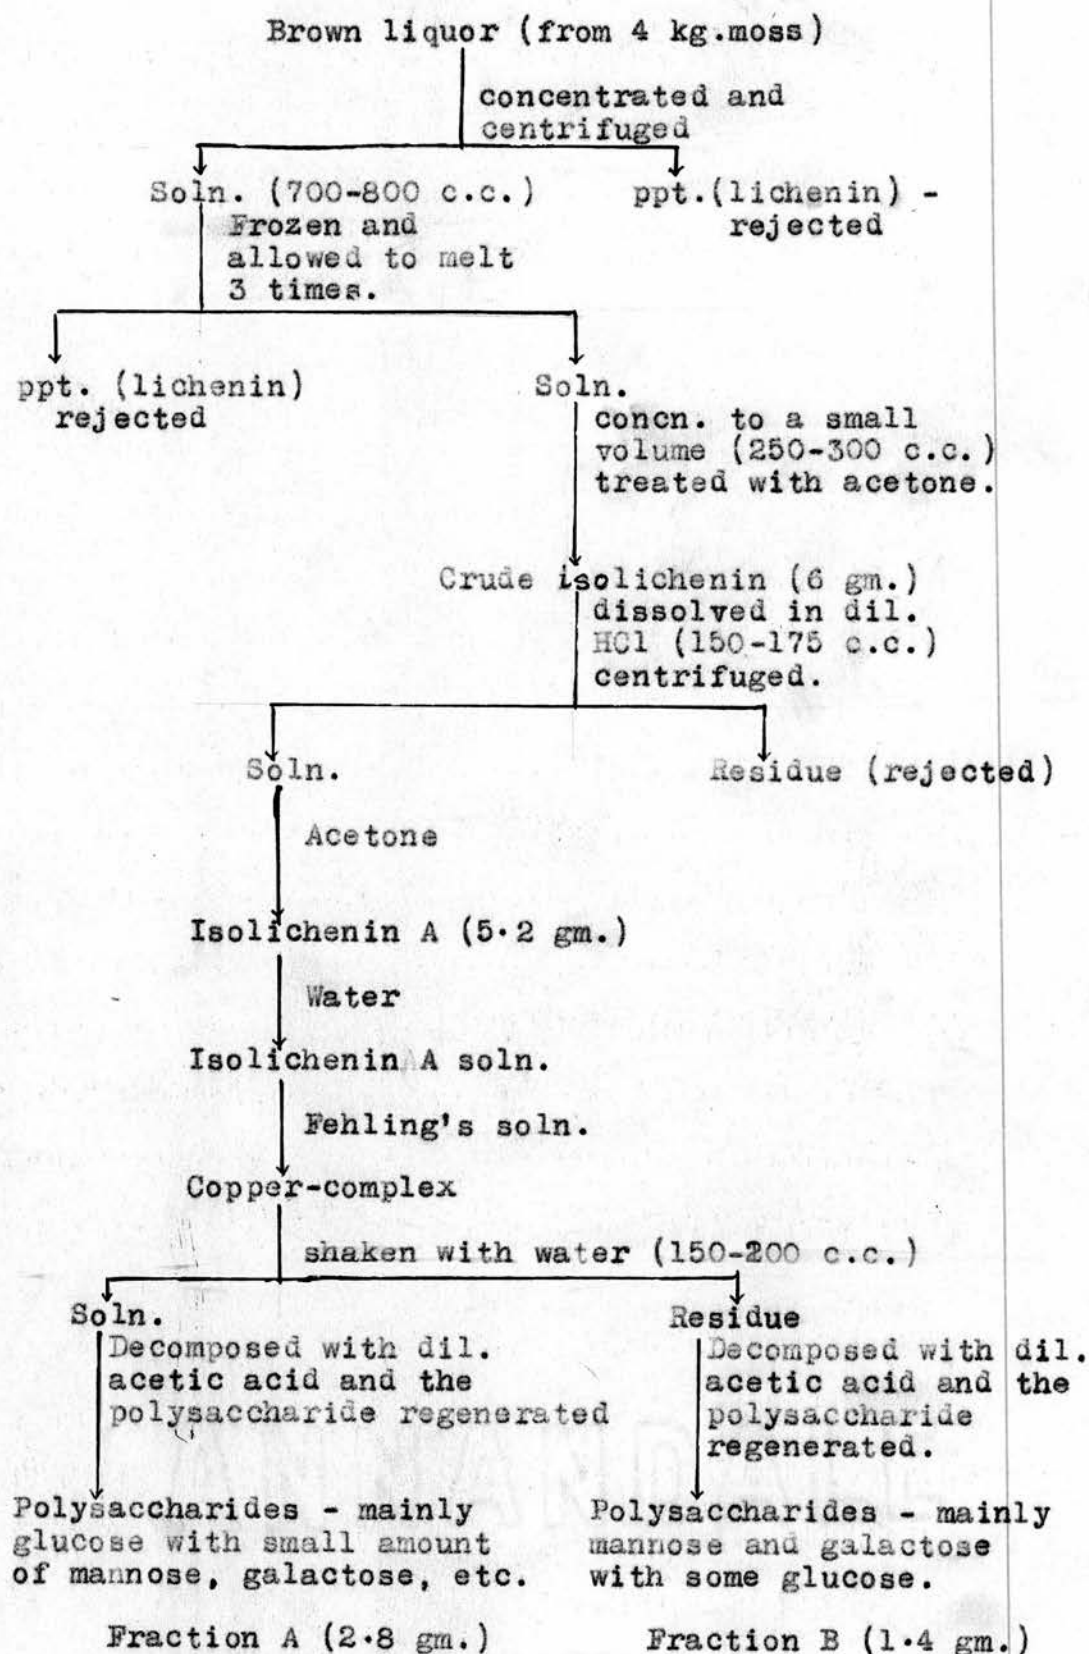 Brown liquor (from 4 kg.moss)
concentrated and
centrifuged
Soln. (700-800 c.c.)
Frozen and
allowed to melt
3 times.
ppt.(lichenin) -
rejected
ppt. (lichenin)
rejected
Soln.
concn. to a small
volume (250-300 c.c.)
treated with acetone.
Crude isolichenin (6 gm.)
dissolved in dil.
HCl (150-175 c.c.)
centrifuged.
Soln.
Residue (rejected)
Acetone
Isolichenin A (5·2 gm.)
Water
Isolichenin A soln.
Fehling's soln.
Copper-complex
shaken with water (150-200 c.c.)
Soln.
Decomposed with dil.
acetic acid and the
polysaccharide regenerated
Residue
Decomposed with dil.
acetic acid and the
polysaccharide
regenerated.
Polysaccharides - mainly
glucose with small amount
of mannose, galactose, etc.
Polysaccharides - mainly
mannose and galactose
with some glucose.
Fraction A (2·8 gm.)
Fraction B (1·4 gm.)